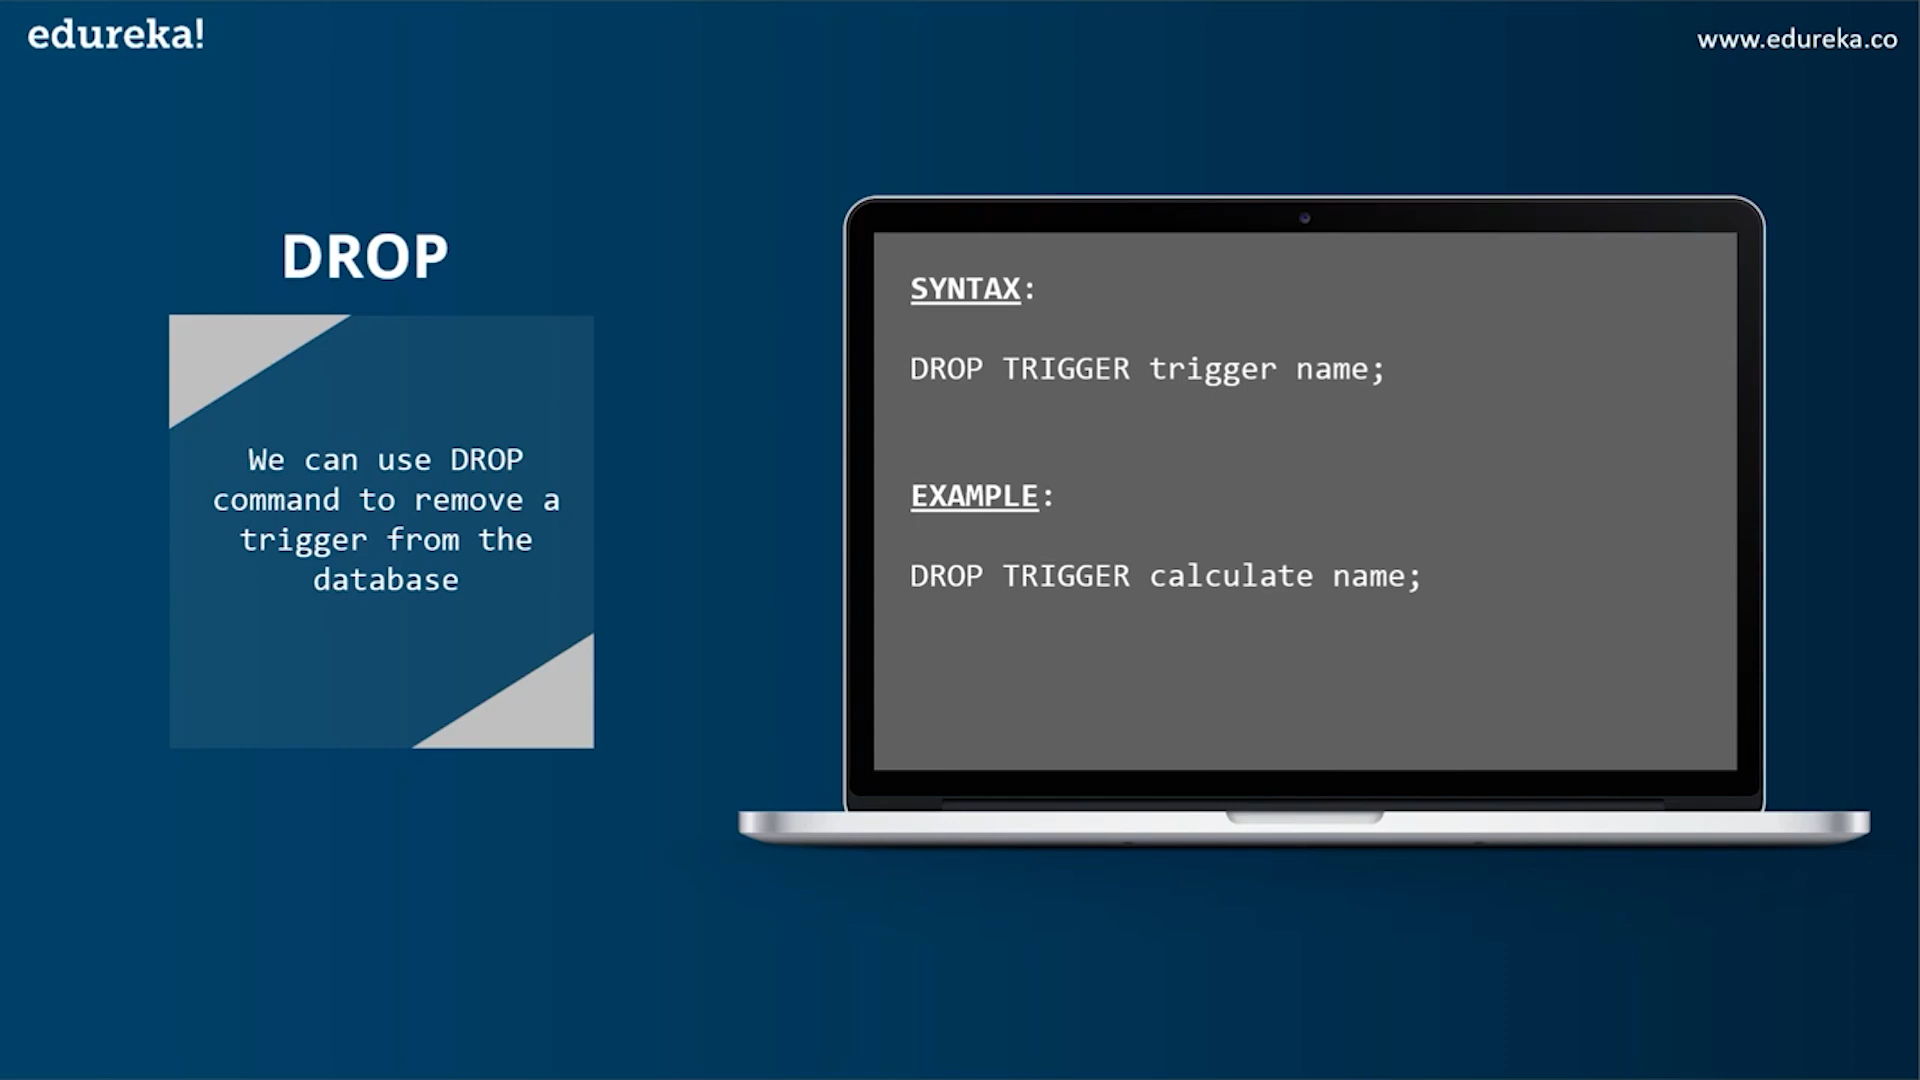 edureka!
www.edureka.co
DROP
We can use DROP
command to remove a
trigger from the
database
SYNTAX:
DROP TRIGGER trigger name;
EXAMPLE:
DROP TRIGGER calculate name;